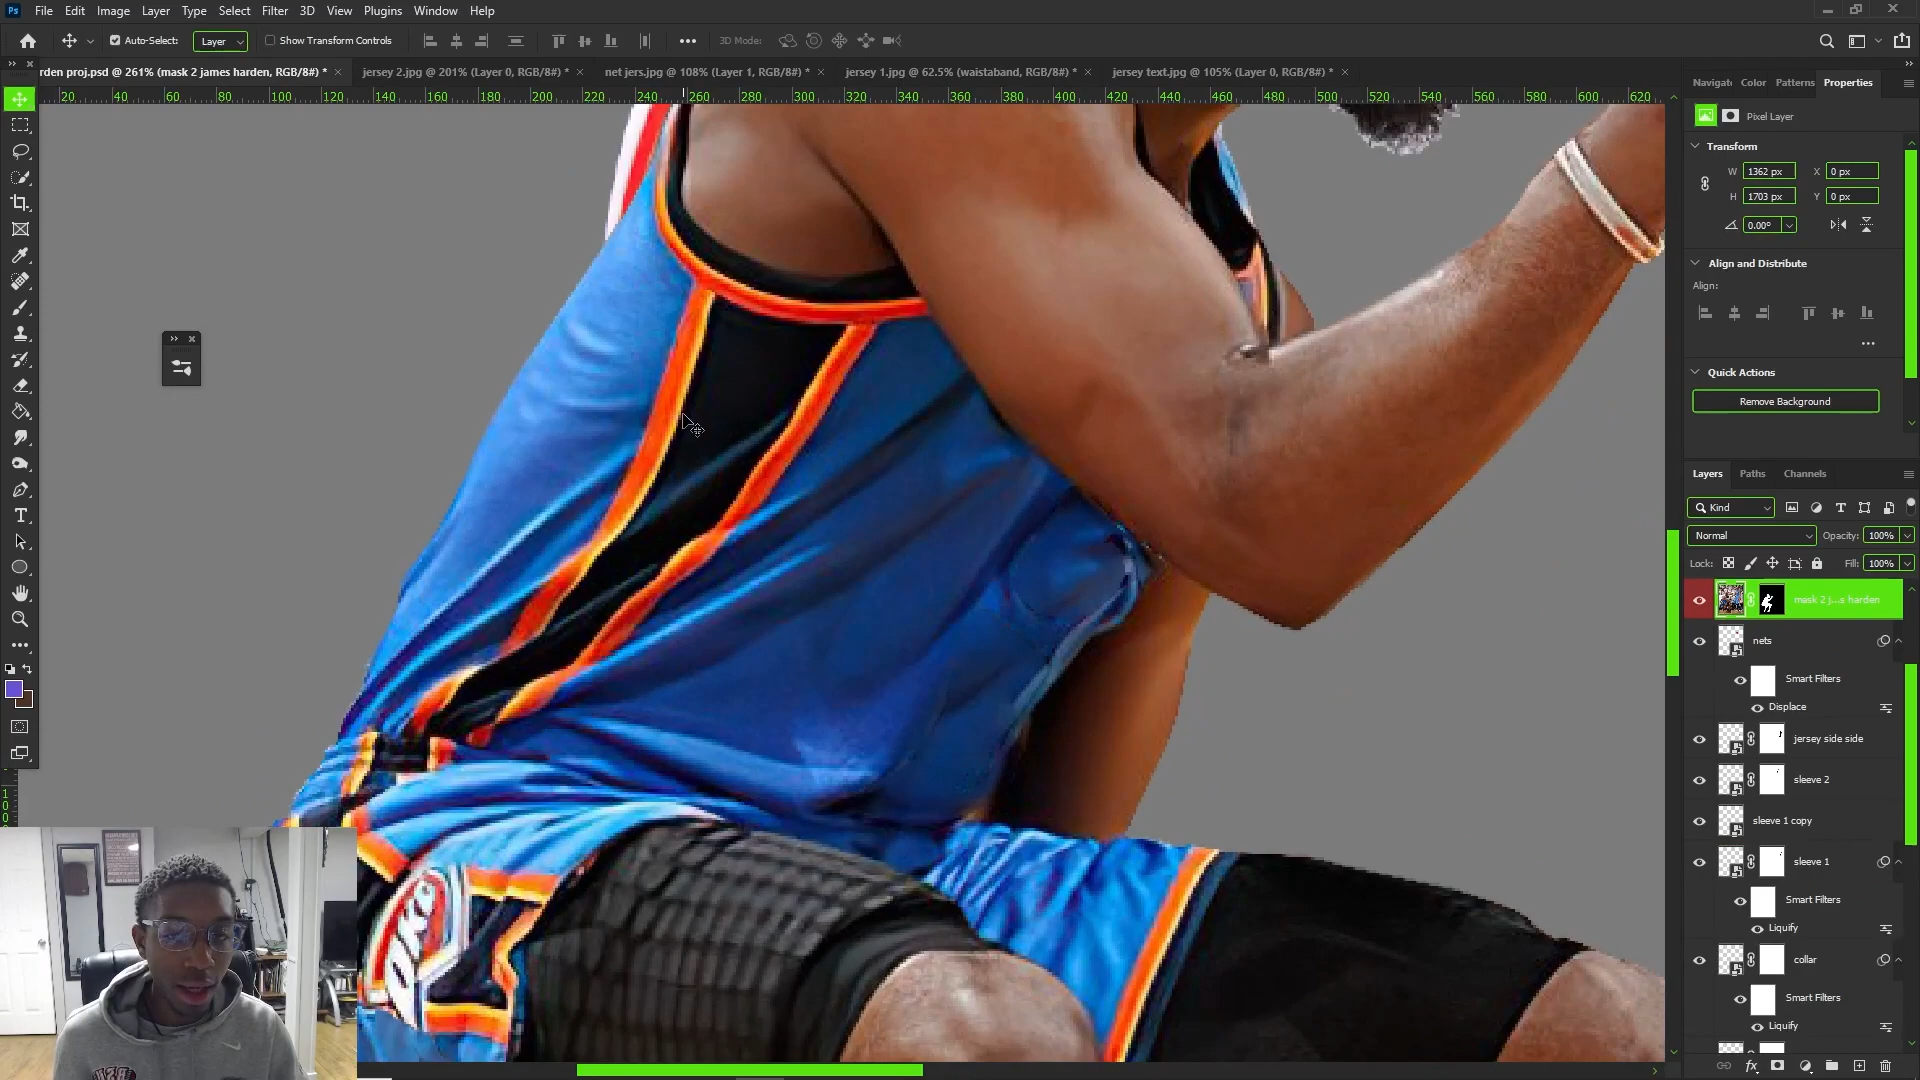 Ps File Edit Image Layer Type Select Filter 3D View Plugins Window Help
Auto-Select: Layer Show Transform Controls 3D Mode:
rden proj.psd @ 261% (mask 2 james harden, RGB/8#) * jersey 2.jpg @ 201% (Layer 0, RGB/8#) * net jers.jpg @ 108% (Layer 1, RGB/8#) * jersey 1.jpg @ 62.5% (waistaband, RGB/8#) * jersey text.jpg @ 105% (Layer 0, RGB/8#) *
20 40 60 80 100 120 140 160 180 200 220 240 260 280 300 320 340 360 380 400 420 440 460 480 500 520 540 560 580 600 620
Navigat Color Patterns Properties
Pixel Layer
Transform
W 1362 px X 0 px
H 1703 px Y 0 px
0.00°
Align and Distribute
Align:
Quick Actions
Remove Background
Layers Paths Channels
Kind
Normal Opacity: 100%
Lock: Fill: 100%
mask 2 j...s harden
nets
Smart Filters
Displace
jersey side side
sleeve 2
sleeve 1 copy
sleeve 1
Smart Filters
Liquify
collar
Smart Filters
Liquify